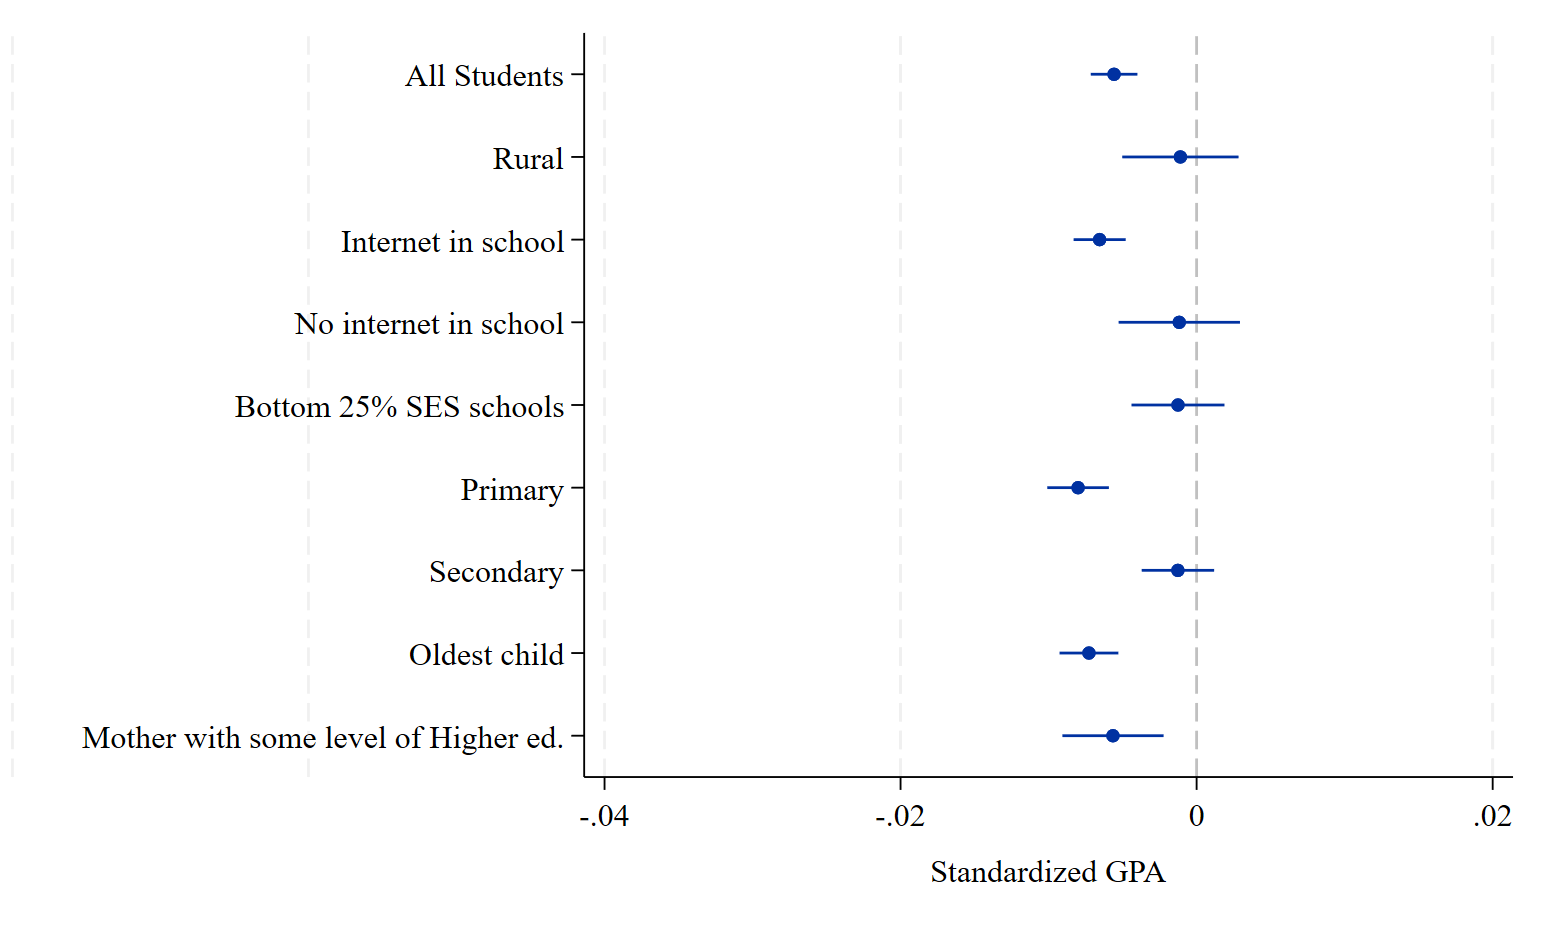 All Students
Rural
Internet in school
No internet in school
Bottom 25% SES schools
Primary
Secondary
Oldest child
Mother with some level of Higher ed.
-.04 -.02 0 .02
Standardized GPA